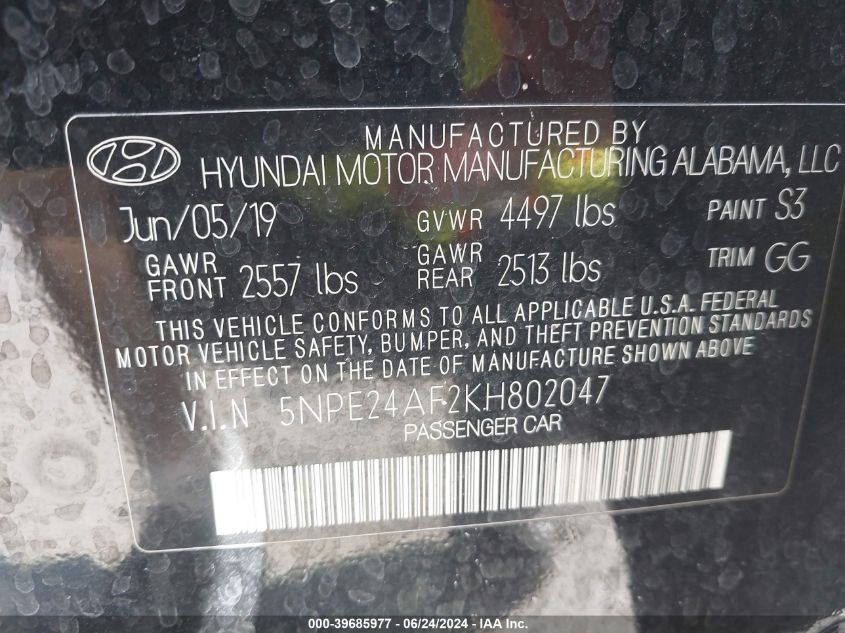 MANUFACTURED BY
HYUNDAI MOTOR MANUFACTURING ALABAMA, LLC
Jun/05/19 GVWR 4497 lbs PAINT S3
GAWR FRONT 2557 lbs GAWR REAR 2513 lbs TRIM GG
THIS VEHICLE CONFORMS TO ALL APPLICABLE U.S.A. FEDERAL
MOTOR VEHICLE SAFETY, BUMPER, AND THEFT PREVENTION STANDARDS
IN EFFECT ON THE DATE OF MANUFACTURE SHOWN ABOVE
V.I.N 5NPE24AF2KH802047
PASSENGER CAR
000-39685977 - 06/24/2024 - IAA Inc.